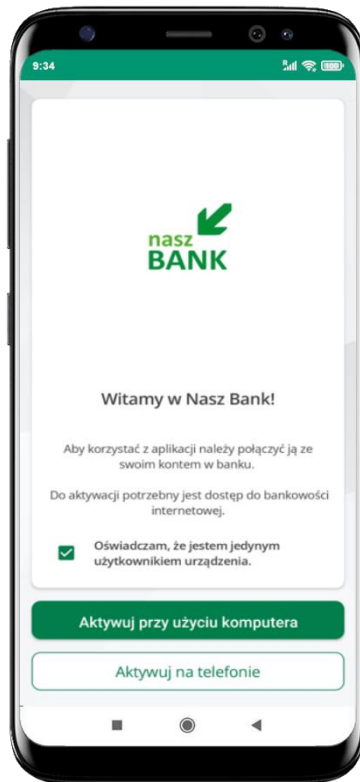 9:34
nasz
BANK
Witamy w Nasz Bank!
Aby korzystać z aplikacji należy połączyć ją ze
swoim kontem w banku.
Do aktywacji potrzebny jest dostęp do bankowości
internetowej.
Oświadczam, że jestem jedynym
użytkownikiem urządzenia.
Aktywuj przy użyciu komputera
Aktywuj na telefonie